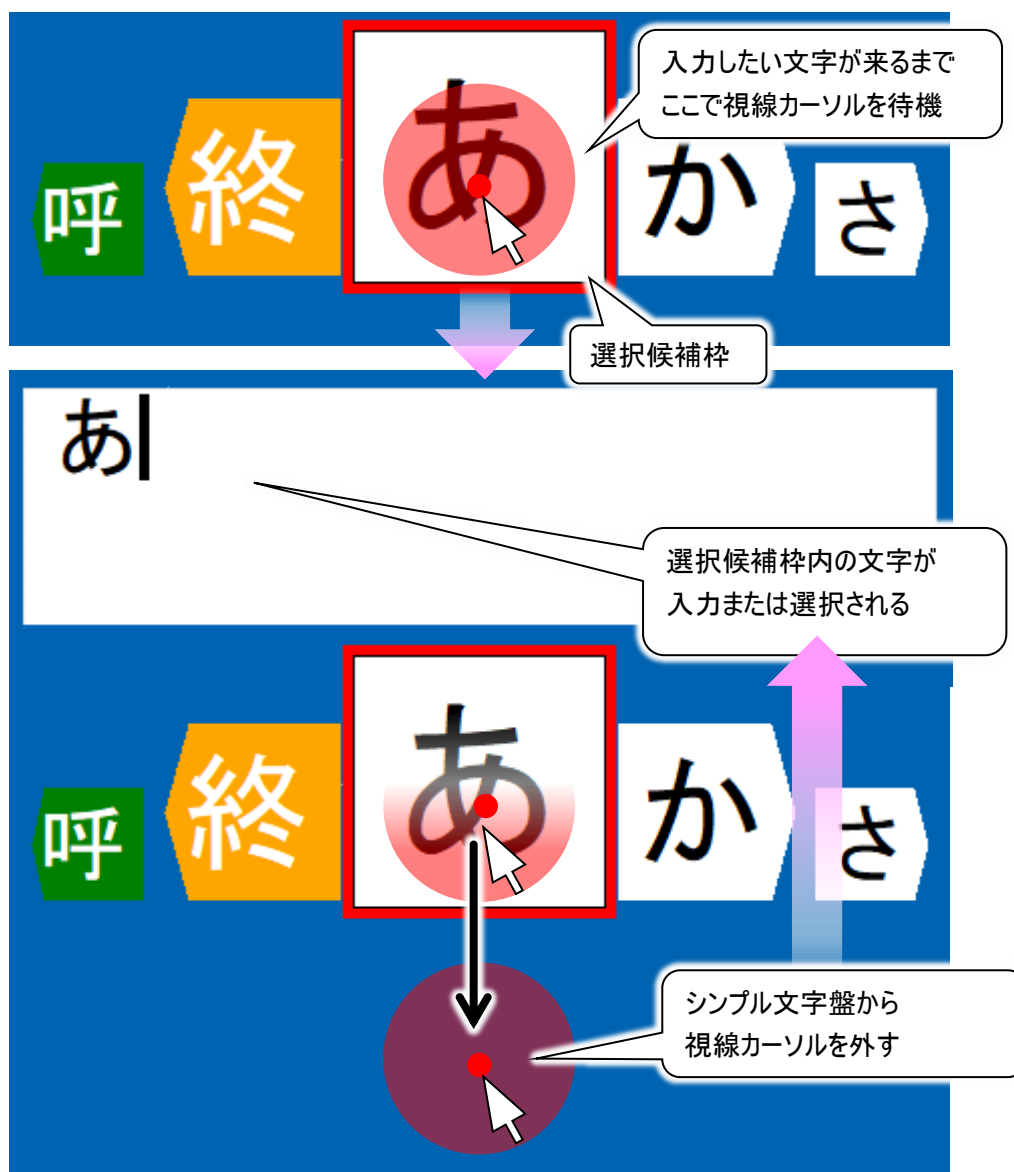 入力したい文字が来るまで
ここで視線カーソルを待機
呼 終 あ か さ
選択候補枠
あ
選択候補枠内の文字が
入力または選択される
呼 終 あ か さ
シンプル文字盤から
視線カーソルを外す